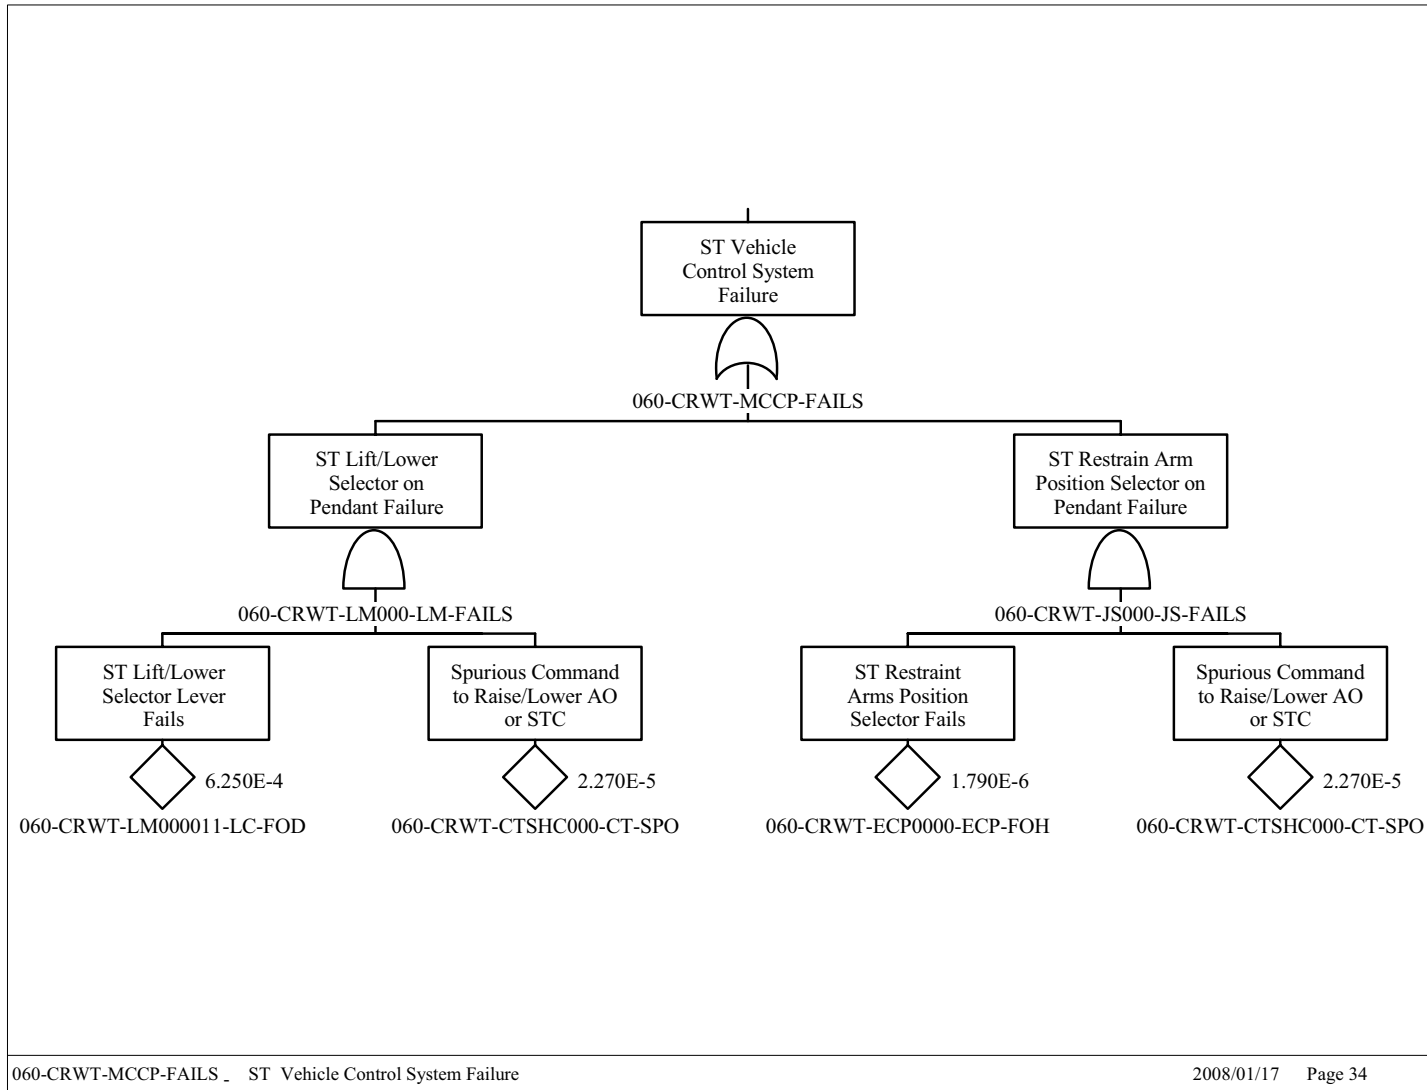 ST Vehicle
Control System
Failure
060-CRWT-MCCP-FAILS
ST Lift/Lower
Selector on
Pendant Failure
ST Restrain Arm
Position Selector on
Pendant Failure
060-CRWT-LM000-LM-FAILS
060-CRWT-JS000-JS-FAILS
ST Lift/Lower
Selector Lever
Fails
Spurious Command
to Raise/Lower AO
or STC
ST Restraint
Arms Position
Selector Fails
Spurious Command
to Raise/Lower AO
or STC
6.250E-4
2.270E-5
1.790E-6
2.270E-5
060-CRWT-LM000011-LC-FOD
060-CRWT-CTSHC000-CT-SPO
060-CRWT-ECP0000-ECP-FOH
060-CRWT-CTSHC000-CT-SPO
060-CRWT-MCCP-FAILS _ ST Vehicle Control System Failure
2008/01/17 Page 34